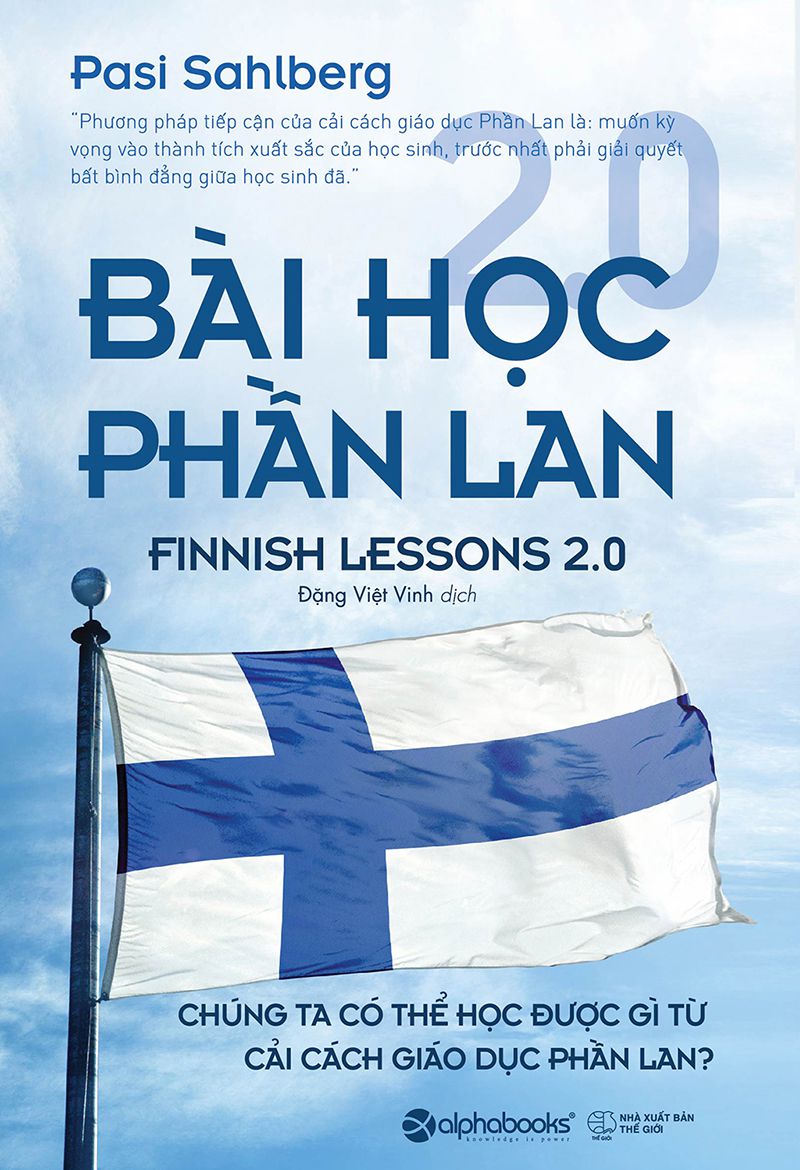 Pasi Sahlberg
“Phương pháp tiếp cận của cải cách giáo dục Phần Lan là: muốn kỳ
vọng vào thành tích xuất sắc của học sinh, trước nhất phải giải quyết
bất bình đẳng giữa học sinh đã.”
2.0
BÀI HỌC
PHẦN LAN
FINNISH LESSONS 2.0
Đặng Việt Vinh dịch
CHÚNG TA CÓ THỂ HỌC ĐƯỢC GÌ TỪ
CẢI CÁCH GIÁO DỤC PHẦN LAN?
alphabooks®
knowledge is power
THẾ GIỚI
NHÀ XUẤT BẢN
THẾ GIỚI